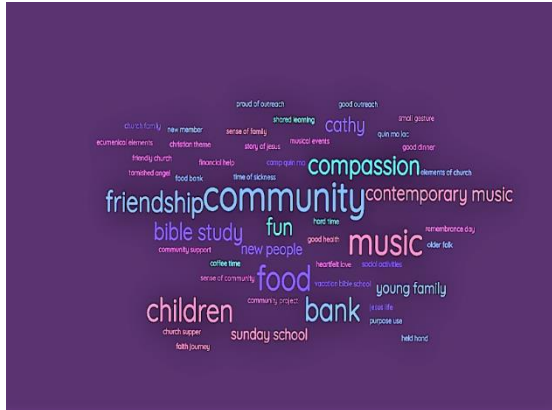 proud of outreach
good outreach
church family
new member
shared learning
cathy
small gesture
sense of family
quin mo lac
ecumenical elements
christian theme
story of jesus
musical events
good dinner
friendly church
financial help
camp quin mo
compassion
elements of church
tarnished angel
food bank
time of sickness
friendship
community
contemporary music
fun
hard time
bible study
remembrance day
new people
good health
music
older folk
community support
coffee time
heartfelt love
social activities
sense of community
food
vacation bible school
young family
children
community project
bank
jesus life
purpose use
church supper
sunday school
held hand
faith journey